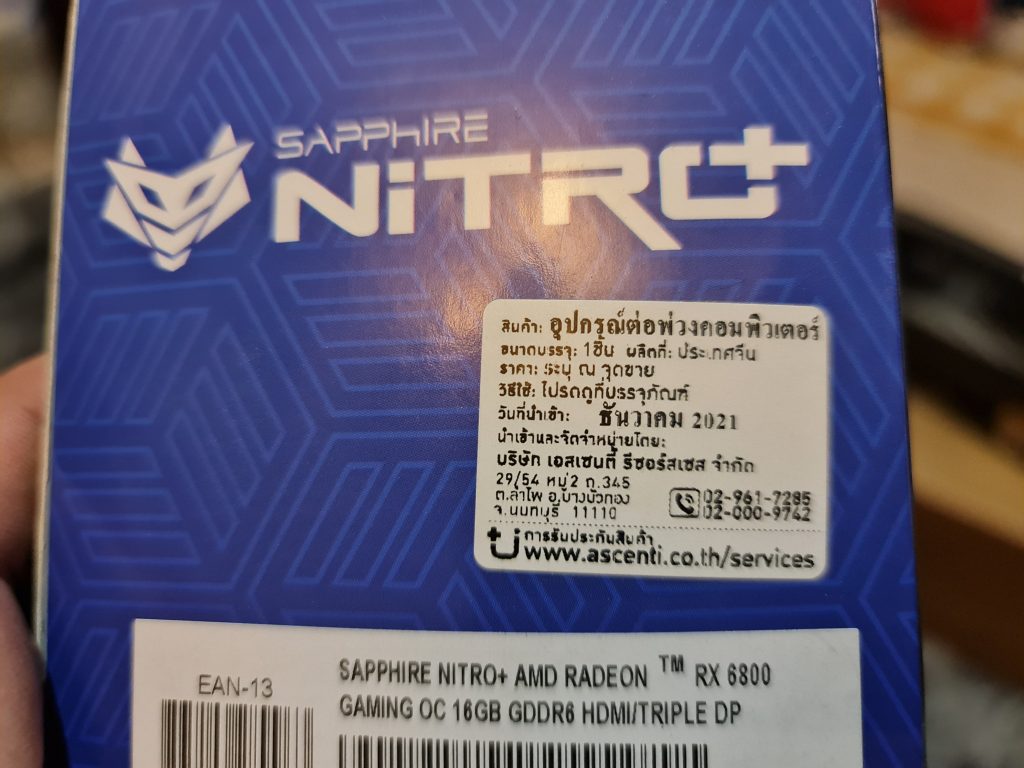 SAPPHIRE
NiTRO+
สินค้า: อุปกรณ์ต่อพ่วงคอมพิวเตอร์
ขนาดบรรจุ: 1ชิ้น ผลิตที่: ประเทศจีน
ราคา: ระบุ ณ จุดขาย
วิธีใช้: โปรดดูที่บรรจุภัณฑ์
วันที่นำเข้า: ธันวาคม 2021
นำเข้าและจัดจำหน่ายโดย:
บริษัท เอสเซนตี้ รีซอร์สเซส จำกัด
29/54 หมู่2 ถ.345
ต.ลำโพ อ.บางบัวทอง
จ.นนทบุรี 11110
02-961-7285
02-000-9742
การรับประกันสินค้า
www.ascenti.co.th/services
EAN-13
SAPPHIRE NITRO+ AMD RADEON ™ RX 6800
GAMING OC 16GB GDDR6 HDMI/TRIPLE DP